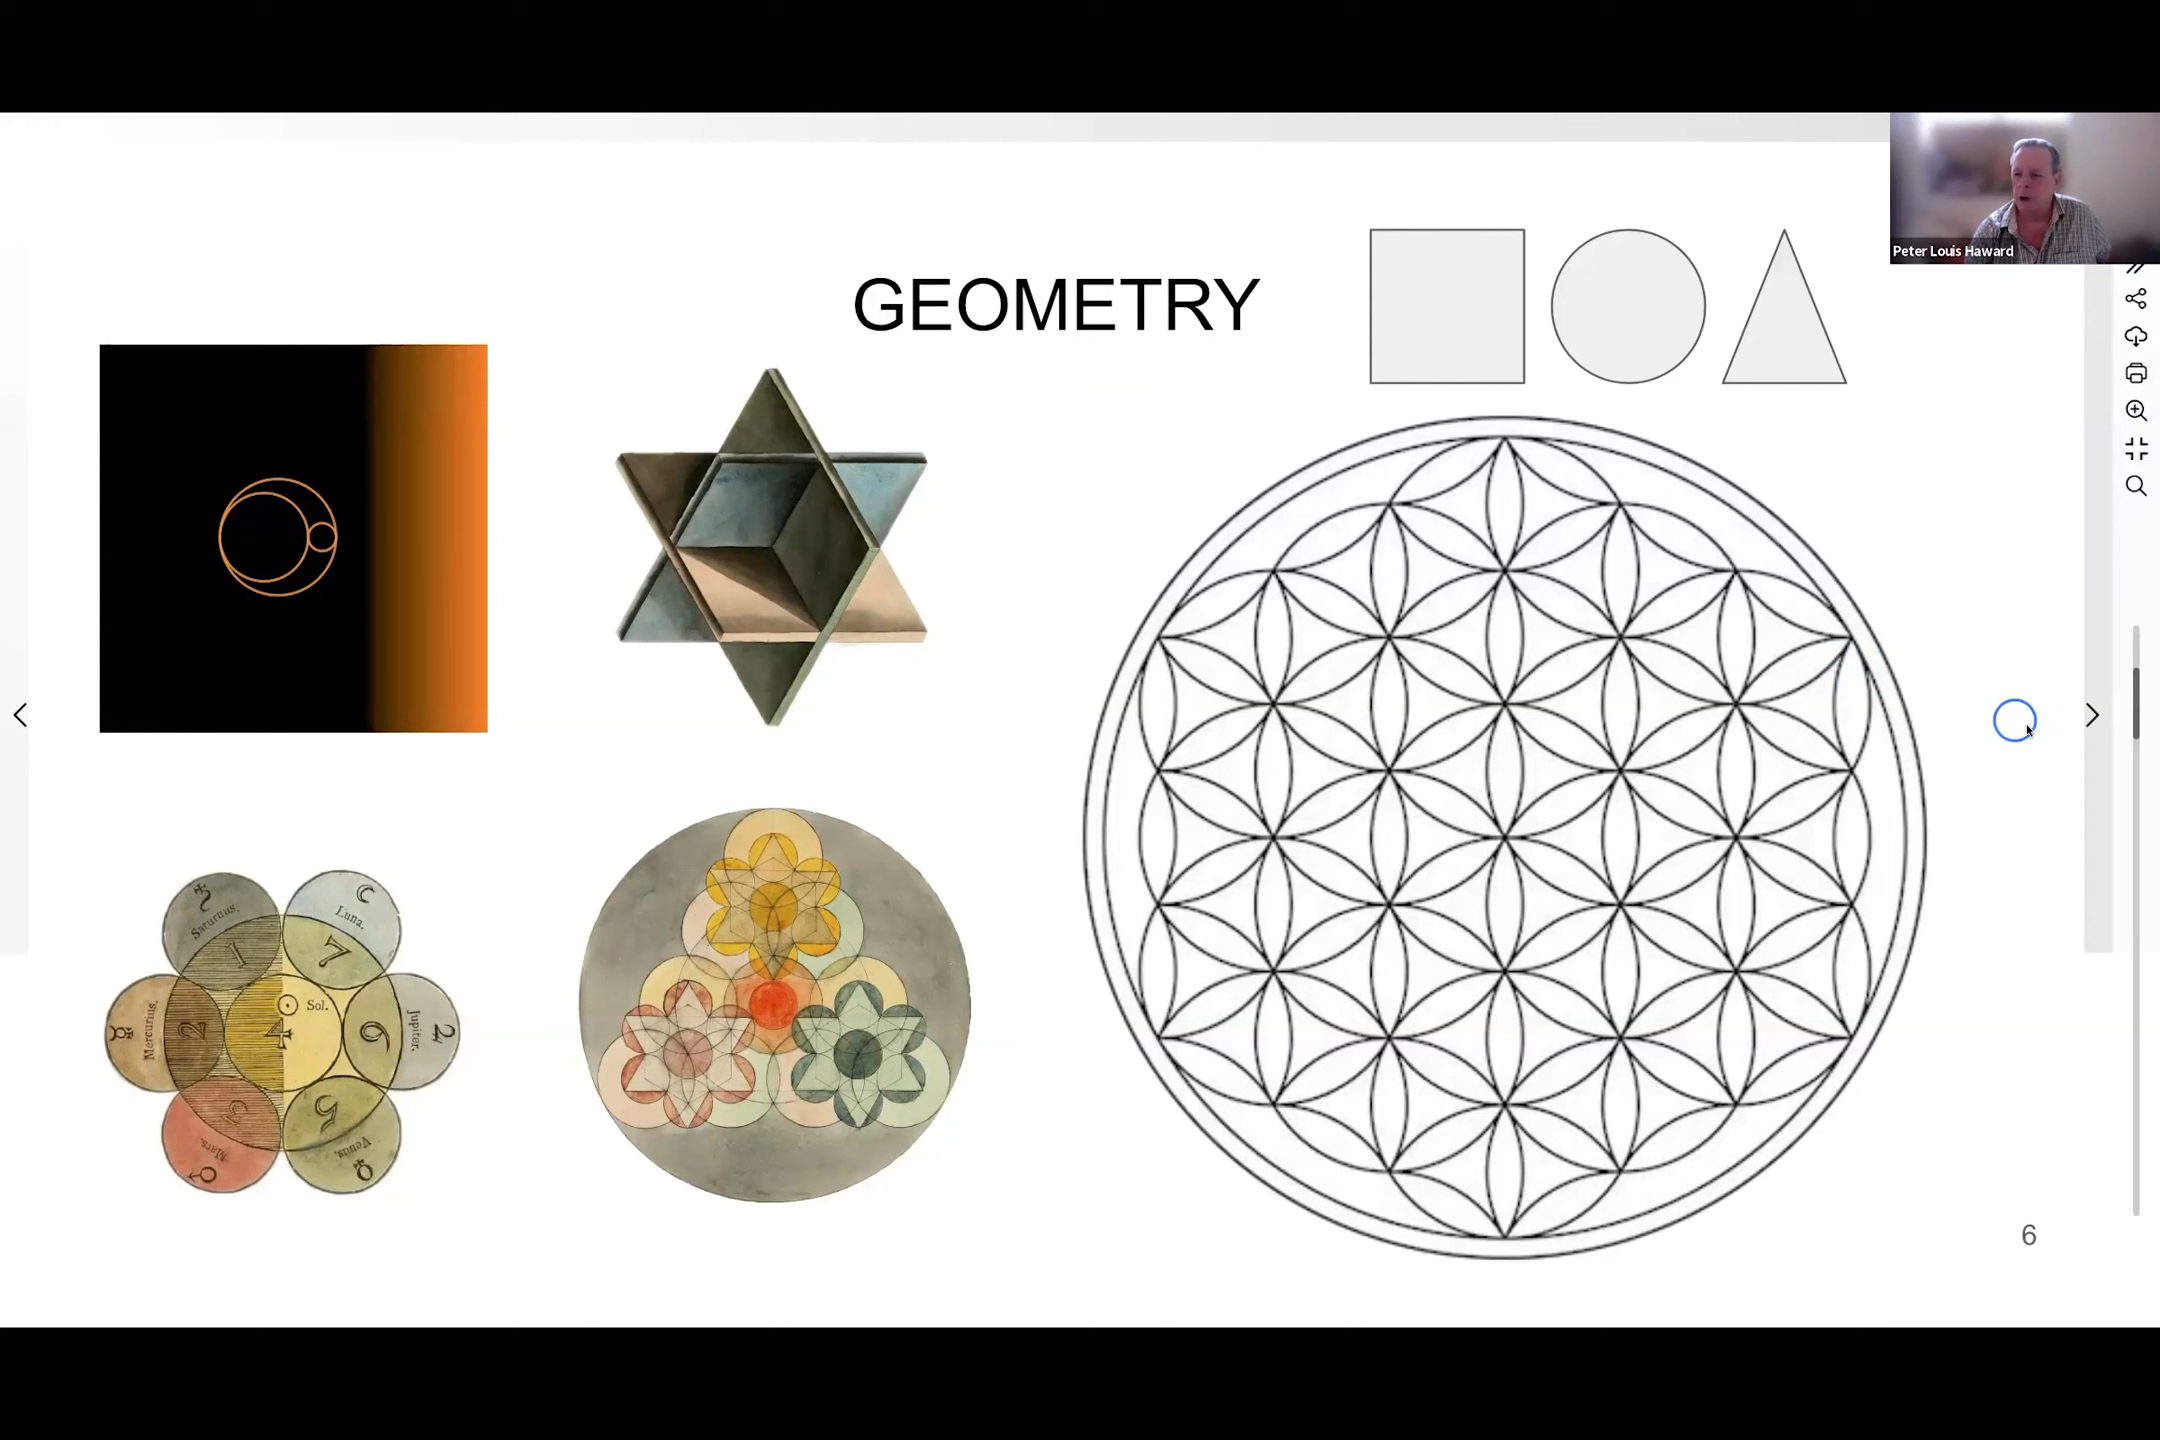 Peter Louis Haward
GEOMETRY
Saturnus.
Luna.
1
7
Mercurius.
2
Sol.
4
6
Jupiter.
3
5
Mars.
Venus.
6